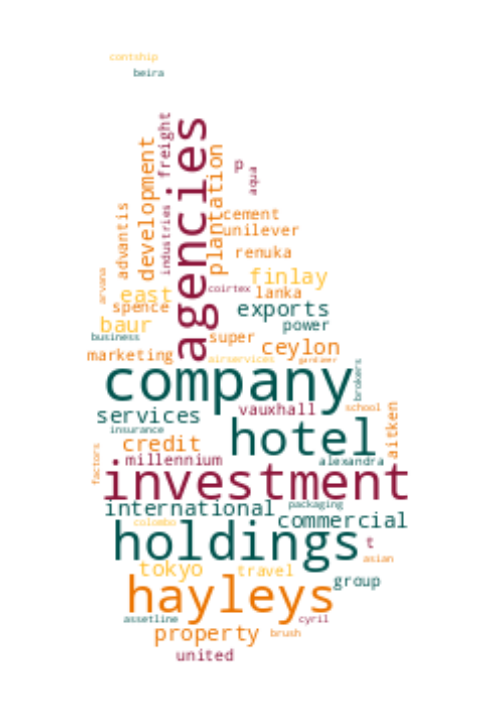 contship
beira
freight
agencies
development
plantation
p
aqua
industries
advantis
cement
unilever
renuka
arvana
east
coirtex
lanka
finlay
spence
exports
baur
power
business
super
ceylon
marketing
airservices
gardiner
company
brokers
services
vauxhall
school
aitken
insurance
hotel
credit
factors
millennium
alexandra
investment
international
packaging
colombo
commercial
holdings
t
asian
tokyo
travel
group
hayleys
assetline
cyril
property
brush
united